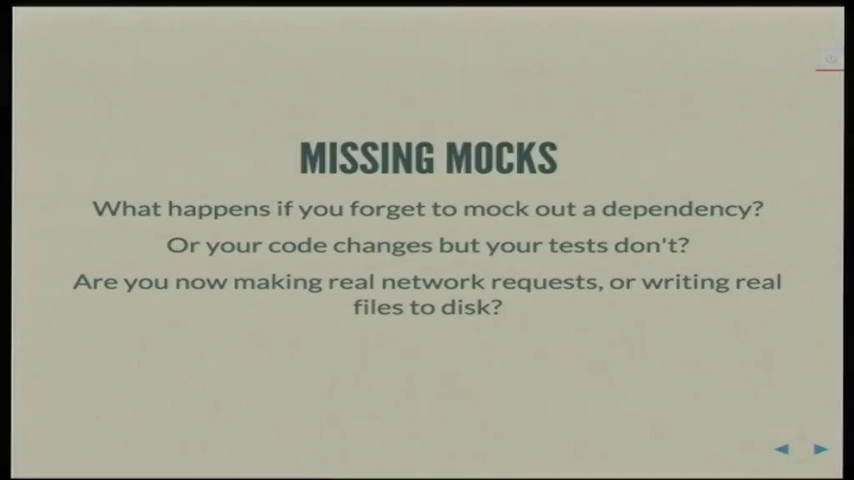 MISSING MOCKS
What happens if you forget to mock out a dependency?
Or your code changes but your tests don't?
Are you now making real network requests, or writing real
files to disk?